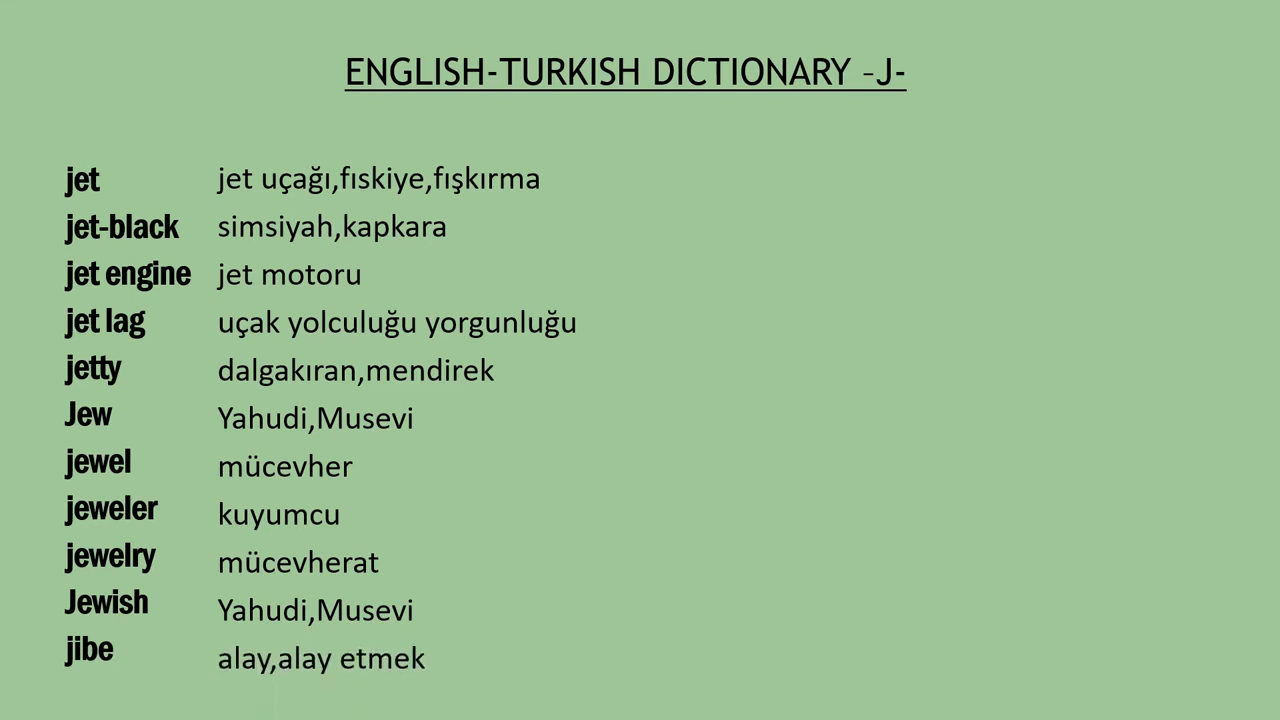 ENGLISH-TURKISH DICTIONARY –J-
jet jet uçağı,fıskiye,fışkırma
jet-black simsiyah,kapkara
jet engine jet motoru
jet lag uçak yolculuğu yorgunluğu
jetty dalgakıran,mendirek
Jew Yahudi,Musevi
jewel mücevher
jeweler kuyumcu
jewelry mücevherat
Jewish Yahudi,Musevi
jibe alay,alay etmek